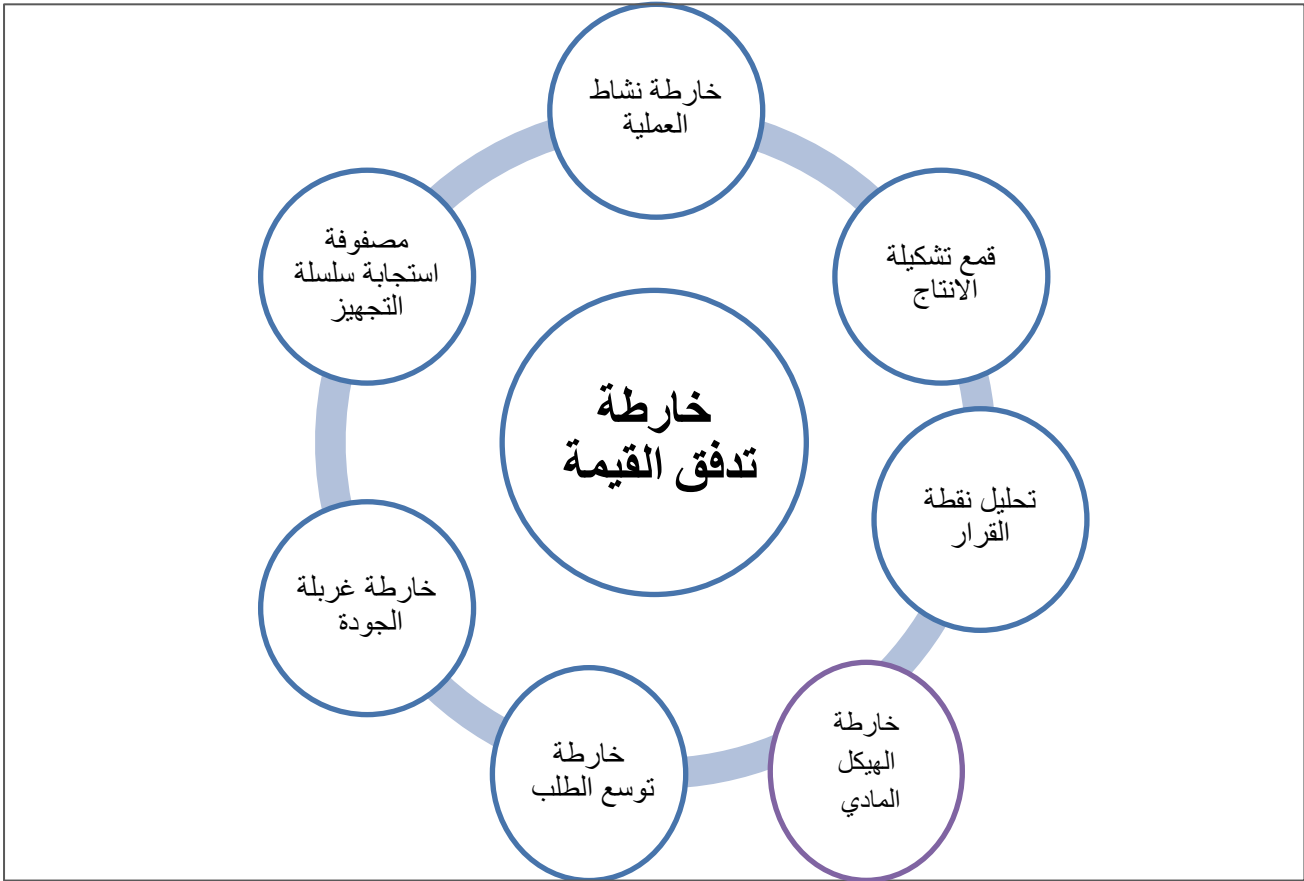 خارطة نشاط
العملية
قمع تشكيلة
الانتاج
تحليل نقطة
القرار
خارطة
الهيكل
المادي
خارطة
توسع الطلب
خارطة غربلة
الجودة
مصفوفة
استجابة سلسلة
التجهيز
خارطة
تدفق القيمة